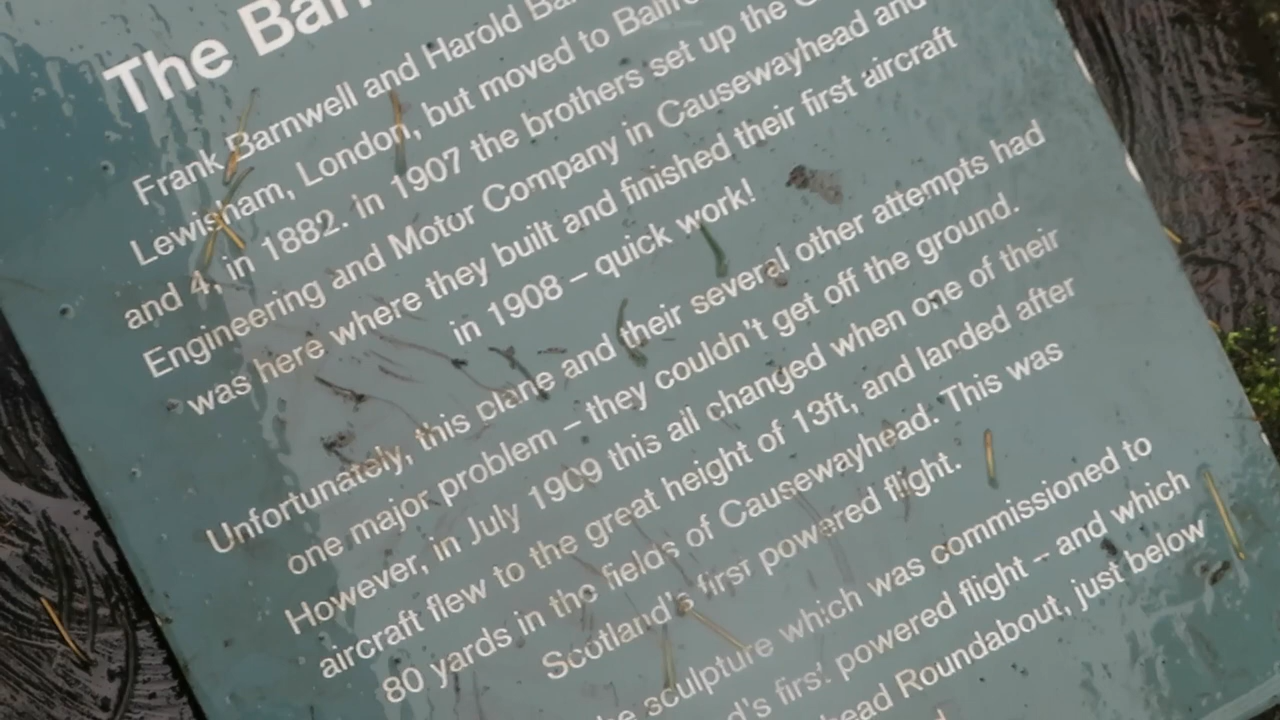 The
Frank Barnwell and Harold
Lewisham, London, but moved to
and 4. in 1882. In 1907 the brothers set up the
Engineering and Motor Company in Causewayhead and
was here where they built and finished their first aircraft
in 1908 – quick work!
Unfortunately, this plane and their several other attempts had
one major problem – they couldn't get off the ground.
However, in July 1909 this all changed when one of their
aircraft flew to the great height of 13ft, and landed after
80 yards in the fields of Causewayhead. This was
Scotland's first powered flight.
sculpture which was commissioned to
first powered flight – and which
Roundabout, just below